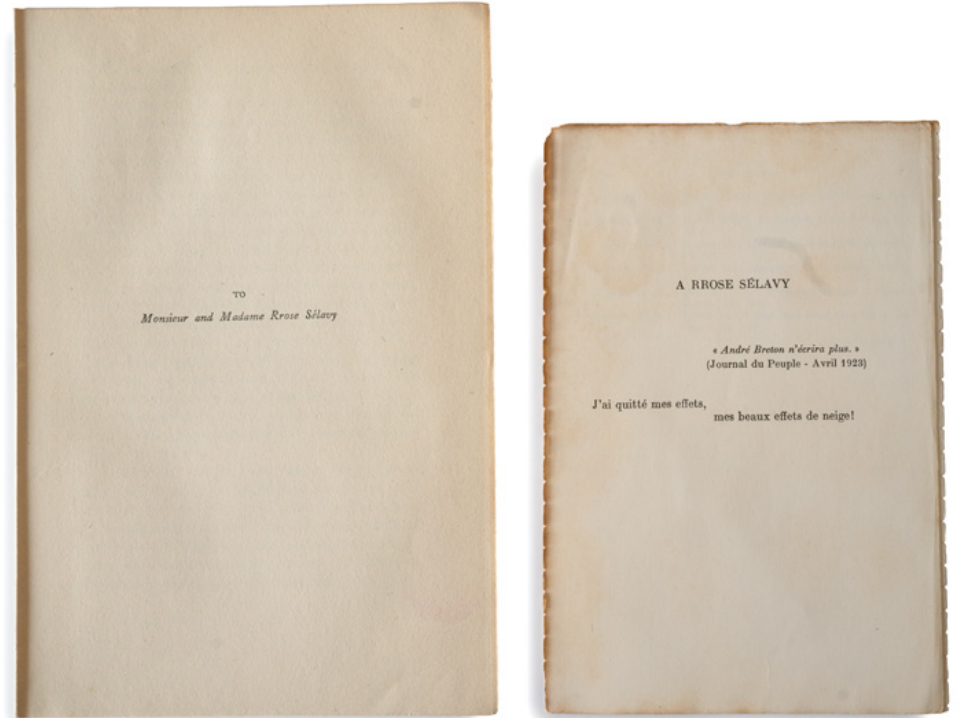 TO
Monsieur and Madame Rrose Sélavy
A RROSE SÉLAVY
« André Breton n'écrira plus. »
(Journal du Peuple - Avril 1923)
J'ai quitté mes effets,
mes beaux effets de neige!